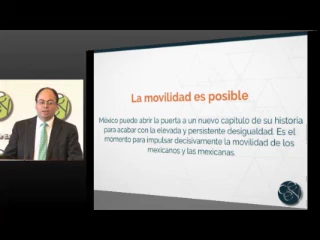 La movilidad es posible
México puede abrir la puerta a un nuevo capítulo de su historia
para acabar con la elevada y persistente desigualdad. Es el
momento para impulsar decisivamente la movilidad de los
mexicanos y las mexicanas.